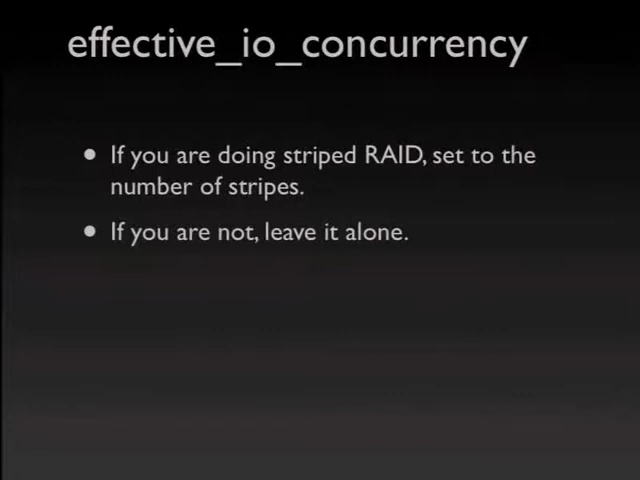 effective_io_concurrency
• If you are doing striped RAID, set to the
number of stripes.
• If you are not, leave it alone.